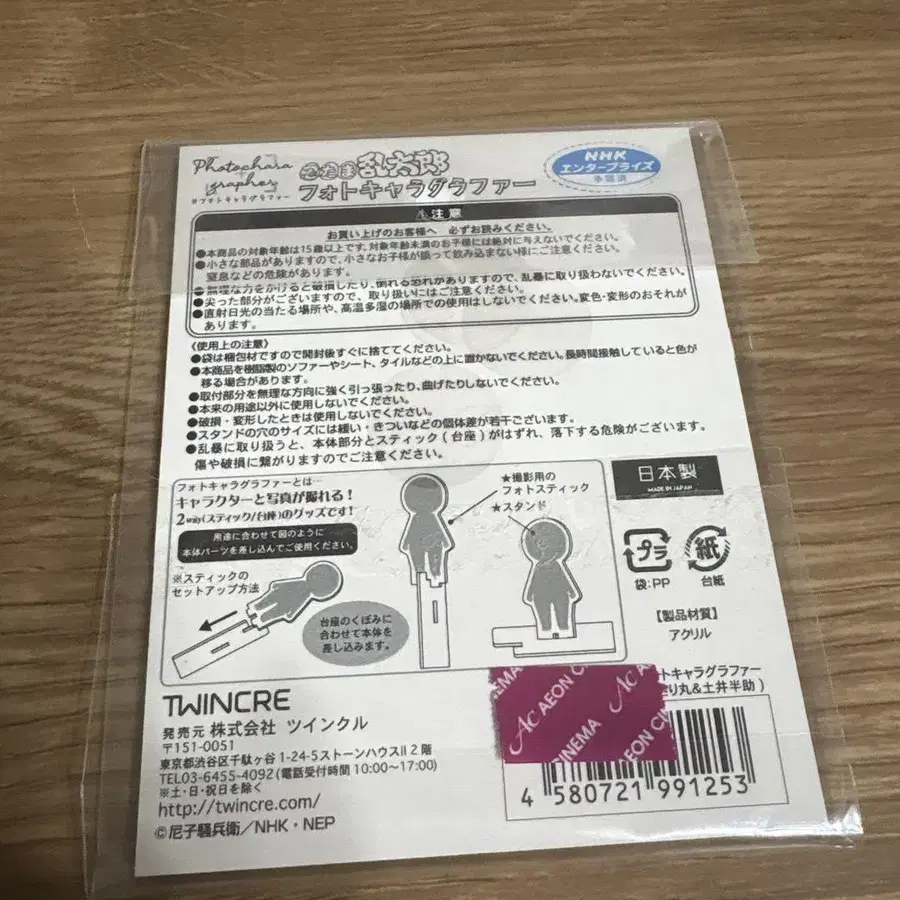 Photochara
grapher
#フォトキャラグラファー
忍たま乱太郎
フォトキャラグラファー
NHK
エンタープライズ
承認済
注意
お買い上げのお客様へ 必ずお読みください。
●本商品の対象年齢は15歳以上です。対象年齢未満のお子様には絶対に与えないでください。
●小さな部品がありますので、小さなお子様が誤って飲み込まない様にご注意ください。
窒息などの危険があります。
●無理な力をかけると破損したり、倒れる恐れがありますので、乱暴に取り扱わないでください。
●尖った部分がございますので、取り扱いにはご注意ください。
●直射日光の当たる場所や、高温多湿の場所での使用はしないでください。変色・変形のおそれが
あります。
〈使用上の注意〉
●袋は梱包材ですので開封後すぐに捨ててください。
●本商品を樹脂製のソファーやシート、タイルなどの上に置かないでください。長時間接触していると色が
移る場合があります。
●取付部分を無理な方向に強く引っ張ったり、曲げたりしないでください。
●本来の用途以外に使用しないでください。
●破損・変形したときは使用しないでください。
●スタンドの穴のサイズには緩い・きついなどの個体差が若干ございます。
●乱暴に取り扱うと、本体部分とスティック(台座)がはずれ、落下する危険がございます。
傷や破損に繋がりますのでご注意ください。
フォトキャラグラファーとは…
キャラクターと写真が撮れる!
2way(スティック/台座)のグッズです!
用途に合わせて図のように
本体パーツを差し込んでご使用ください。
※スティックの
セットアップ方法
台座のくぼみに
合わせて本体を
差し込みます。
★撮影用の
フォトスティック
★スタンド
日本製
MADE IN JAPAN
プラ
袋:PP
紙
台紙
【製品材質】
アクリル
TWINCRE
発売元 株式会社 ツインクル
〒151-0051
東京都渋谷区千駄ヶ谷 1-24-5ストーンハウスⅡ 2 階
TEL03-6455-4092(電話受付時間 10:00〜17:00)
※土・日・祝日を除く
http://twincre.com/
©尼子騒兵衛/NHK・NEP
トキャラグラファー
り丸&土井半助)
AC AEON CINEMA
CINEMA
AC AEON CI
4 580721 991253